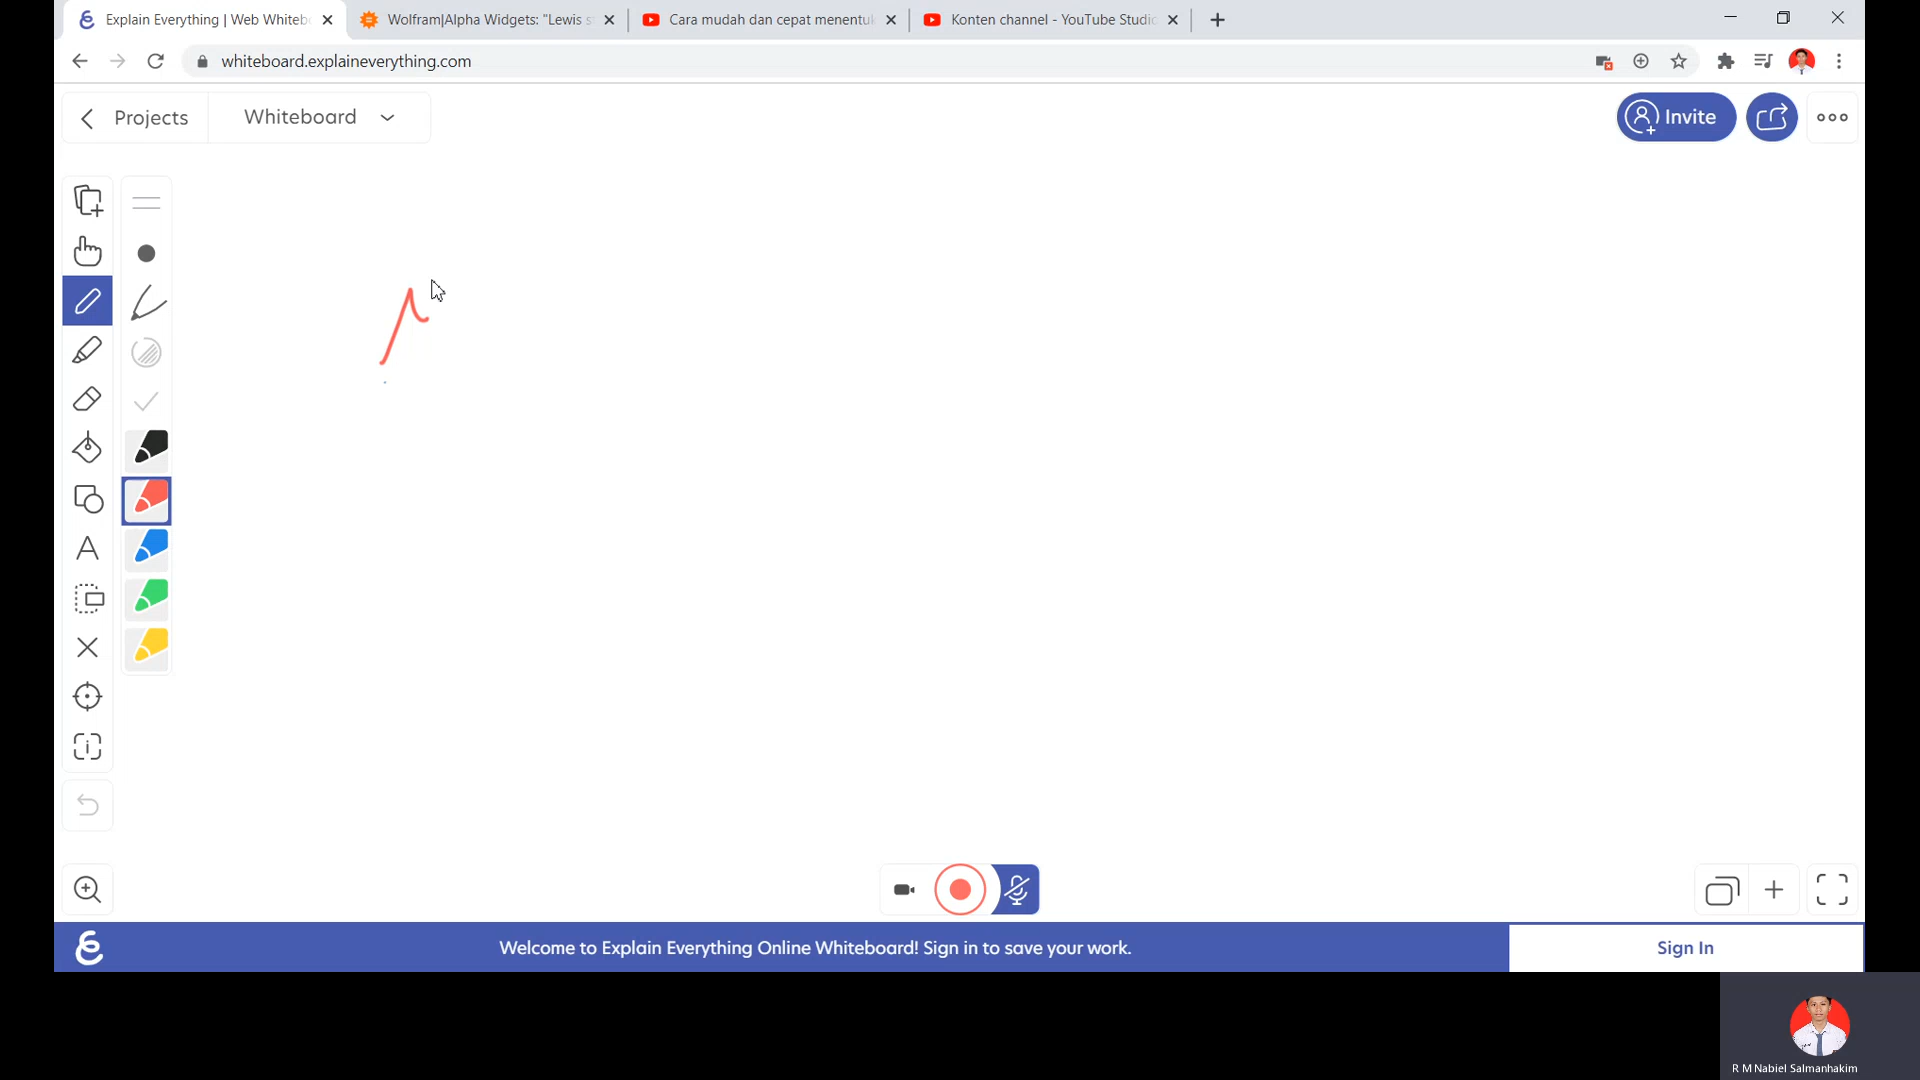 Explain Everything | Web Whiteb
Wolfram|Alpha Widgets: "Lewis s
Cara mudah dan cepat menentuk
Konten channel - YouTube Studio
whiteboard.explaineverything.com
Projects
Whiteboard
Invite
Welcome to Explain Everything Online Whiteboard! Sign in to save your work.
Sign In
R M Nabiel Salmanhakim